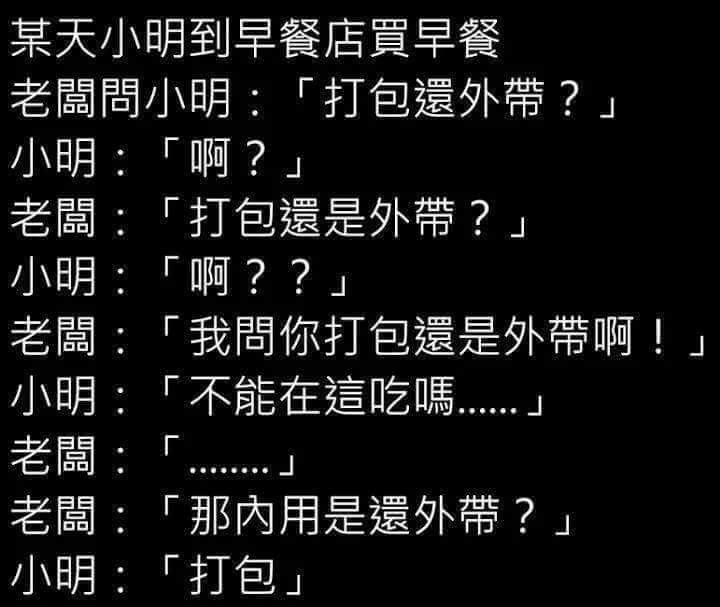 某天小明到早餐店買早餐
老闆問小明：「打包還外帶？」
小明：「啊？」
老闆：「打包還是外帶？」
小明：「啊？？」
老闆：「我問你打包還是外帶啊！」
小明：「不能在這吃嗎......」
老闆：「........」
老闆：「那內用是還外帶？」
小明：「打包」